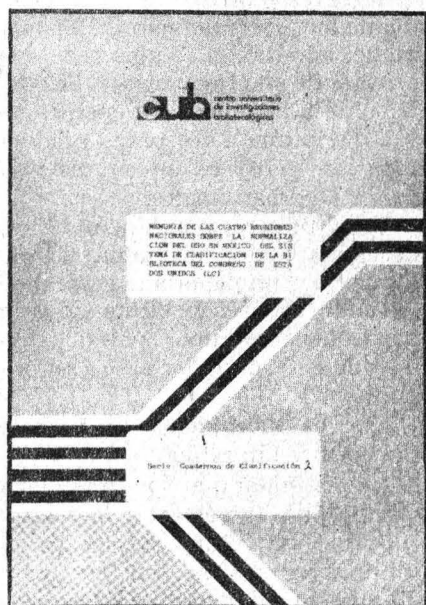 cuib
centro universitario
de investigaciones
bibliotecológicas
MEMORIA DE LAS CUATRO REUNIONES
NACIONALES SOBRE LA NORMALIZA
CION DEL USO EN MEXICO DEL SIS
TEMA DE CLASIFICACION DE LA BI
BLIOTECA DEL CONGRESO DE ESTA
DOS UNIDOS (LC)
Serie Cuadernos de Clasificación 2